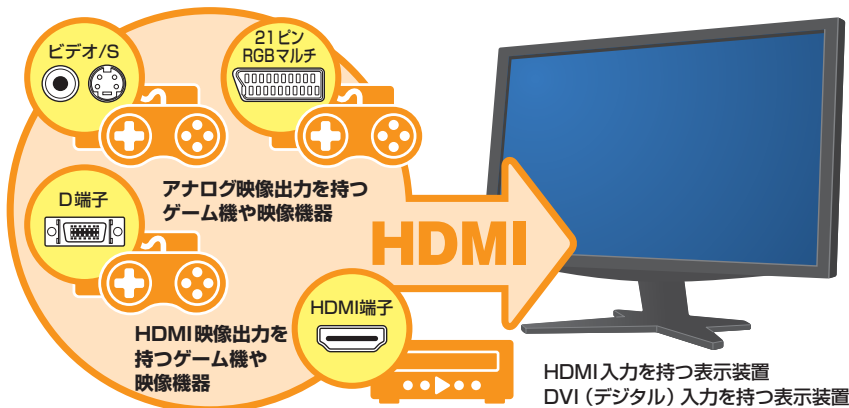 ビデオ/S
21ピン
RGBマルチ
アナログ映像出力を持つ
ゲーム機や映像機器
D端子
HDMI
HDMI端子
HDMI映像出力を
持つゲーム機や
映像機器
HDMI入力を持つ表示装置
DVI（デジタル）入力を持つ表示装置